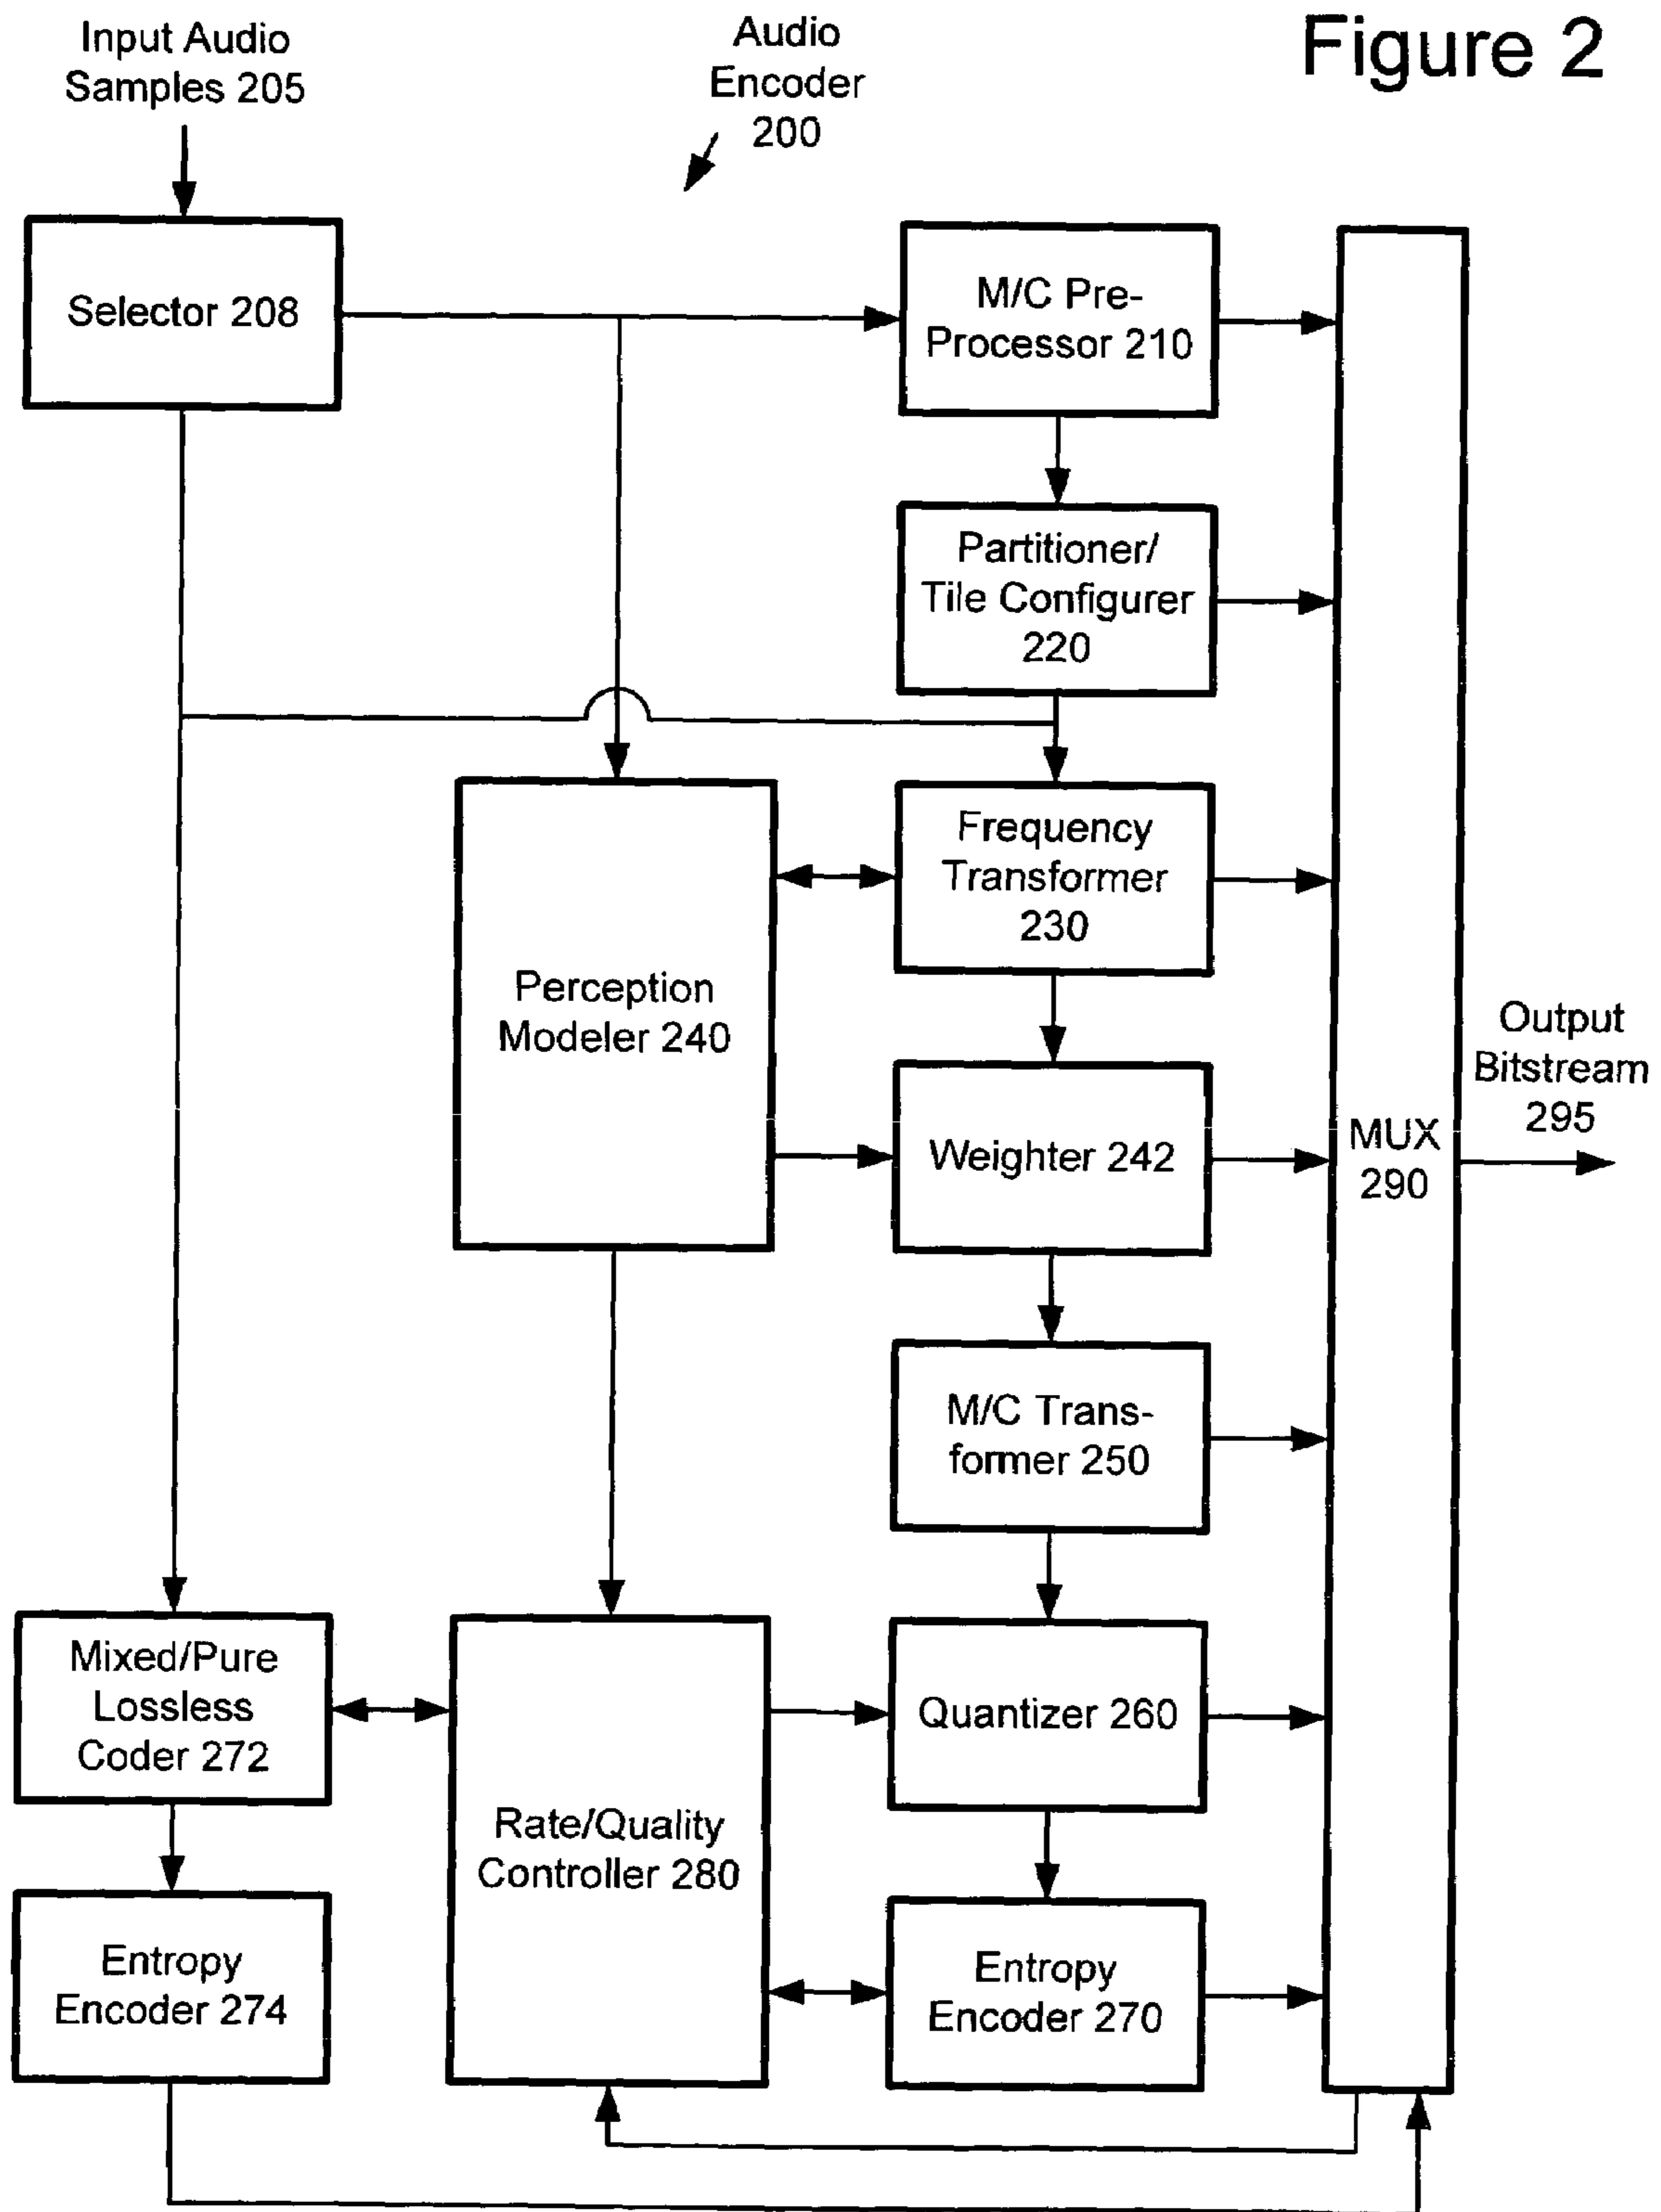 Figure 2
Input Audio
Samples 205
Audio
Encoder
200
Selector 208
M/C Pre-
Processor 210
Partitioner/
Tile Configurer
220
Frequency
Transformer
230
Perception
Modeler 240
Weighter 242
Output
Bitstream
295
MUX
290
M/C Trans-
former 250
Mixed/Pure
Lossless
Coder 272
Quantizer 260
Rate/Quality
Controller 280
Entropy
Encoder 274
Entropy
Encoder 270